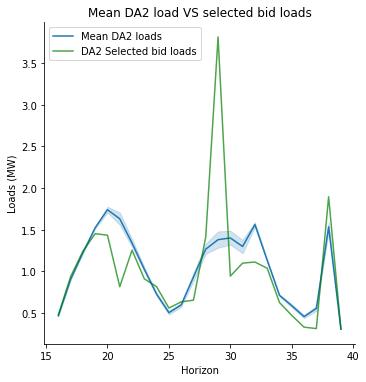 Mean DA2 load VS selected bid loads
Mean DA2 loads
DA2 Selected bid loads
Loads (MW)
3.5
3.0
2.5
2.0
1.5
1.0
0.5
15
20
25
30
35
40
Horizon